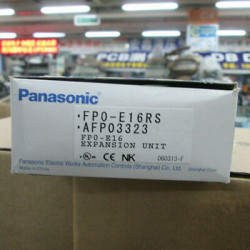 Panasonic
·FP0-E16RS
·AFP03323
FP0-E16
EXPANSION UNIT
CE NK 060313-F
Panasonic Electric Works Automation Controls (Shanghai) Co., Ltd.
Made in China